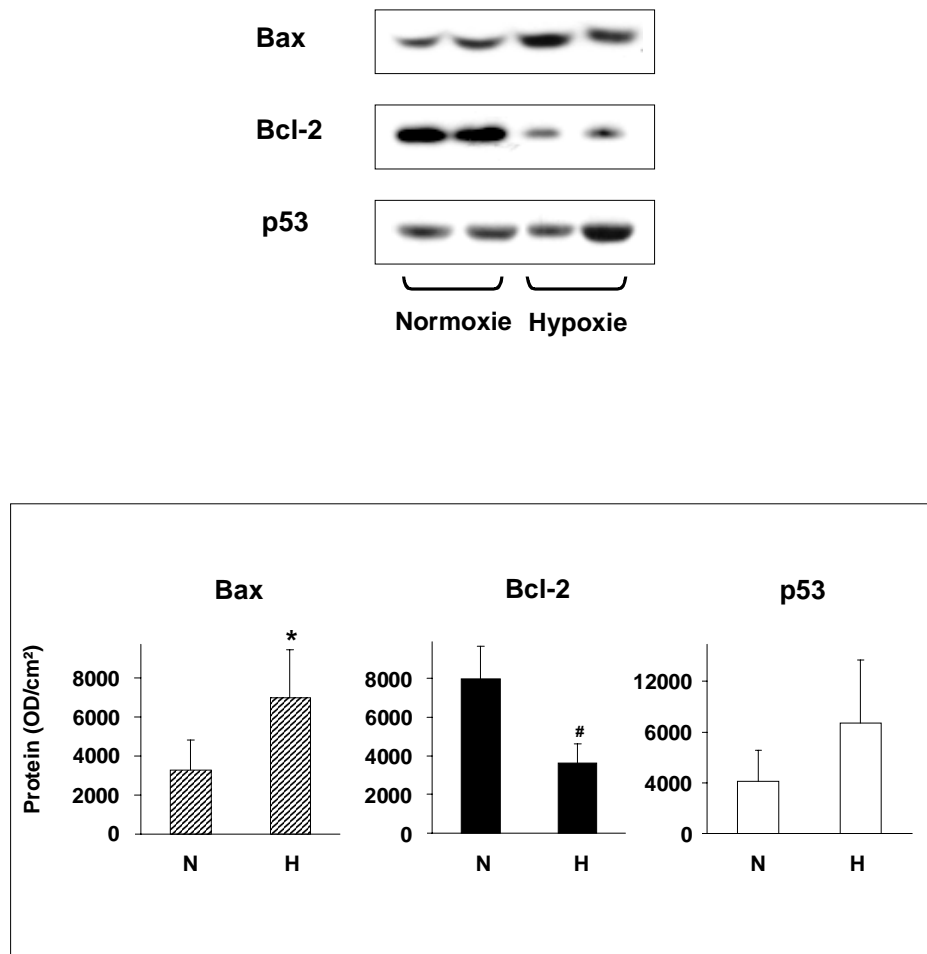 Bax
Bcl-2
p53
Normoxie Hypoxie
Bax Bcl-2 p53
Protein (OD/cm²)
*
8000
6000
4000
2000
0
N H
#
8000
6000
4000
2000
0
N H
12000
6000
4000
0
N H